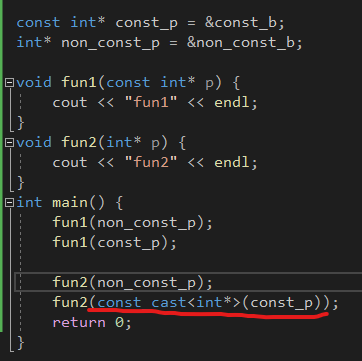 const int* const_p = &const_b;
int* non_const_p = &non_const_b;
void fun1(const int* p) {
cout << "fun1" << endl;
}
void fun2(int* p) {
cout << "fun2" << endl;
}
int main() {
fun1(non_const_p);
fun1(const_p);
fun2(non_const_p);
fun2(const_cast<int*>(const_p));
return 0;
}